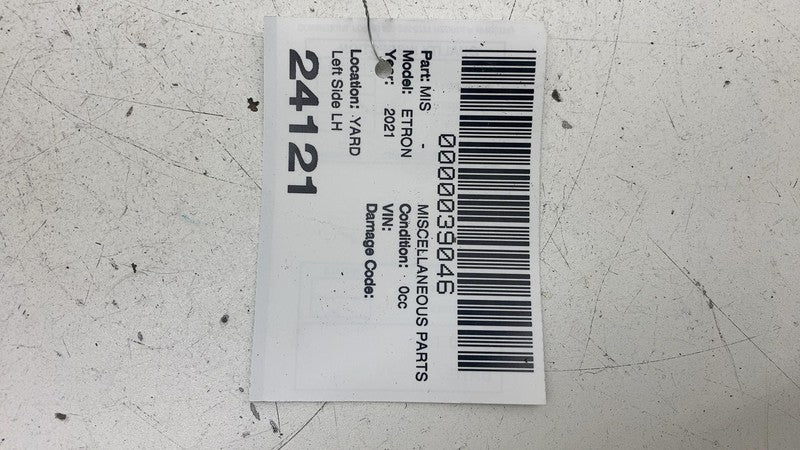 0000039046
Part: MIS - MISCELLANEOUS PARTS
Model: ETRON Condition: 0cc
Year: 2021 VIN:
Damage Code:
Location: YARD
Left Side LH
24121